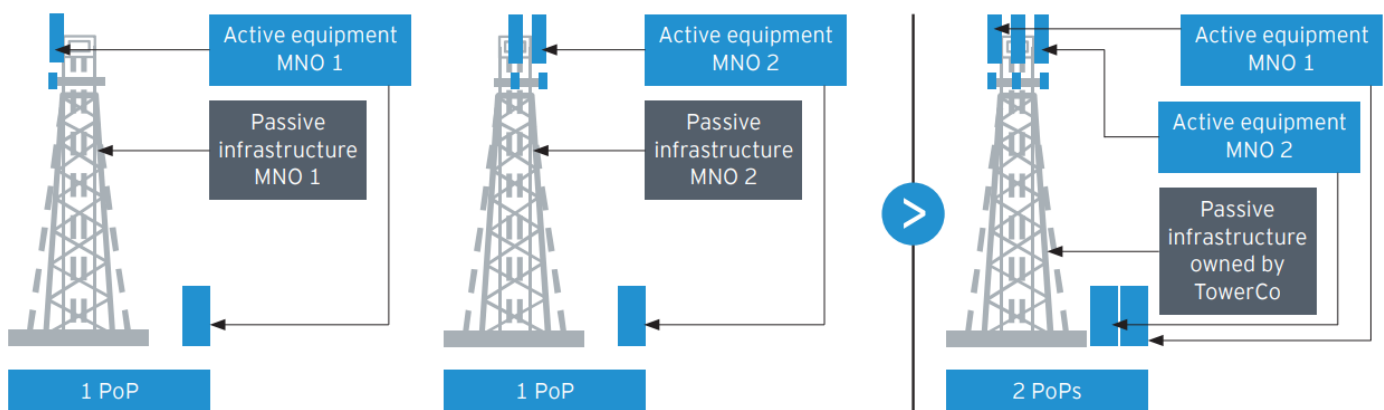 Active equipment
MNO 1
Passive
infrastructure
MNO 1
1 PoP
Active equipment
MNO 2
Passive
infrastructure
MNO 2
1 PoP
>
Active equipment
MNO 1
Active equipment
MNO 2
Passive
infrastructure
owned by
TowerCo
2 PoPs